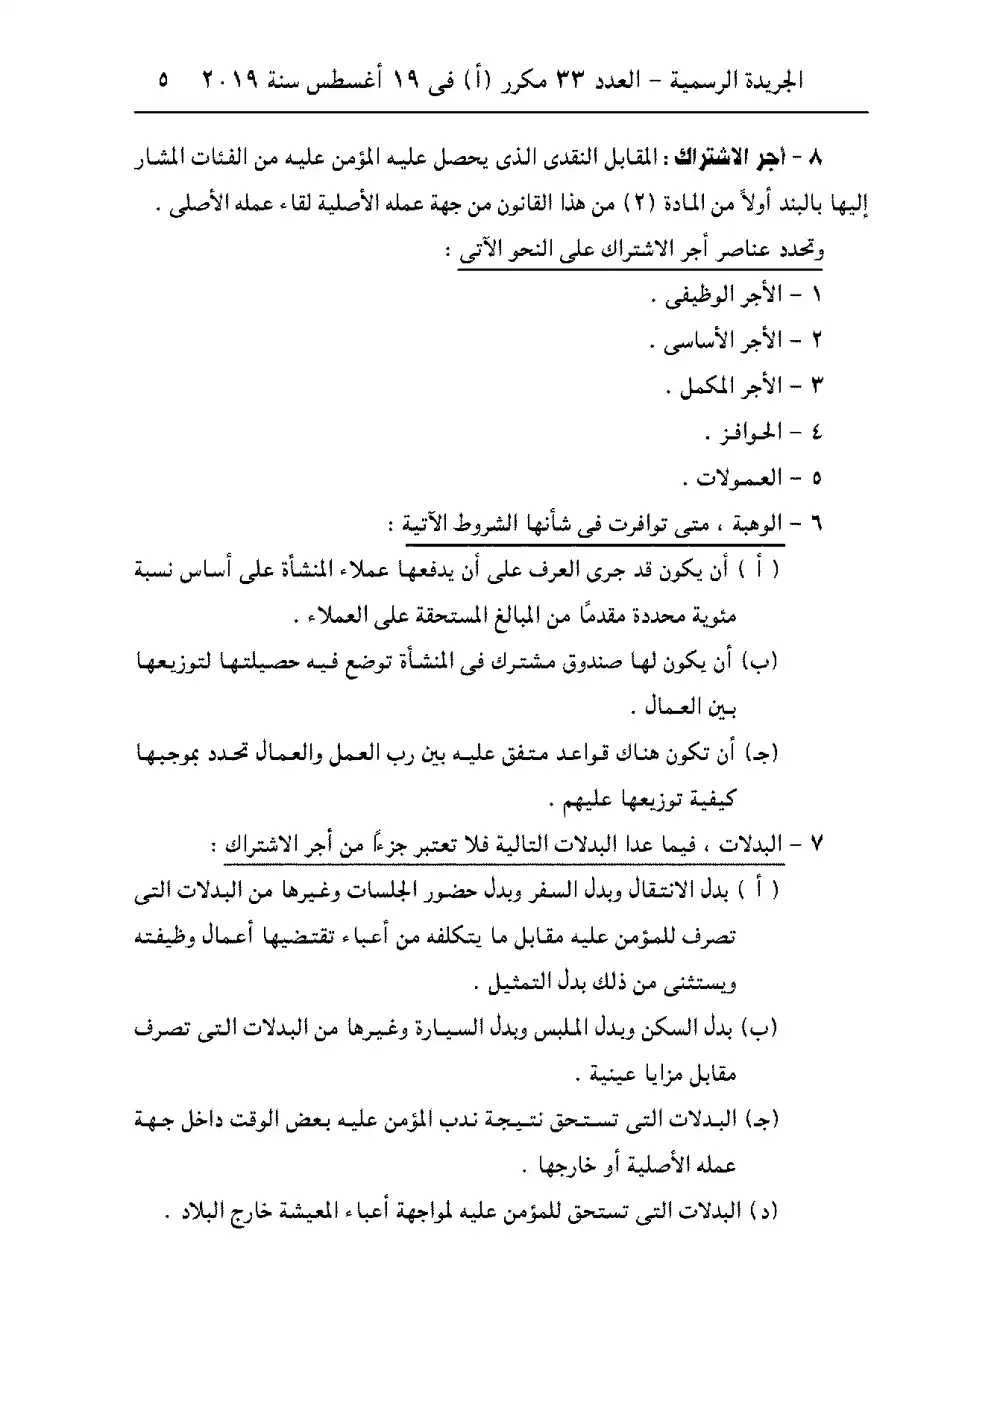 الجريدة الرسمية - العدد ٣٣ مكرر (أ) فى ١٩ أغسطس سنة ٢٠١٩ ٥
٨ - أجر الاشتراك : المقابل النقدى الذى يحصل عليه المؤمن عليه من الفئات المشار
إليها بالبند أولاً من المادة (٢) من هذا القانون من جهة عمله الأصلية لقاء عمله الأصلى .
وتحدد عناصر أجر الاشتراك على النحو الآتى :
١ - الأجر الوظيفى .
٢ - الأجر الأساسى .
٣ - الأجر المكمل .
٤ - الحوافز .
٥ - العمولات .
٦ - الوهبة ، متى توافرت فى شأنها الشروط الآتية :
( أ ) أن يكون قد جرى العرف على أن يدفعها عملاء المنشأة على أساس نسبة
مئوية محددة مقدمًا من المبالغ المستحقة على العملاء .
(ب) أن يكون لها صندوق مشترك فى المنشأة توضع فيه حصيلتها لتوزيعها
بين العمال .
(جـ) أن تكون هناك قواعد متفق عليه بين رب العمل والعمال تحدد بموجبها
كيفية توزيعها عليهم .
٧ - البدلات ، فيما عدا البدلات التالية فلا تعتبر جزءًا من أجر الاشتراك :
( أ ) بدل الانتقال وبدل السفر وبدل حضور الجلسات وغيرها من البدلات التى
تصرف للمؤمن عليه مقابل ما يتكلفه من أعباء تقتضيها أعمال وظيفته
ويستثنى من ذلك بدل التمثيل .
(ب) بدل السكن وبدل الملبس وبدل السيارة وغيرها من البدلات التى تصرف
مقابل مزايا عينية .
(جـ) البدلات التى تستحق نتيجة ندب المؤمن عليه بعض الوقت داخل جهة
عمله الأصلية أو خارجها .
(د) البدلات التى تستحق للمؤمن عليه لمواجهة أعباء المعيشة خارج البلاد .